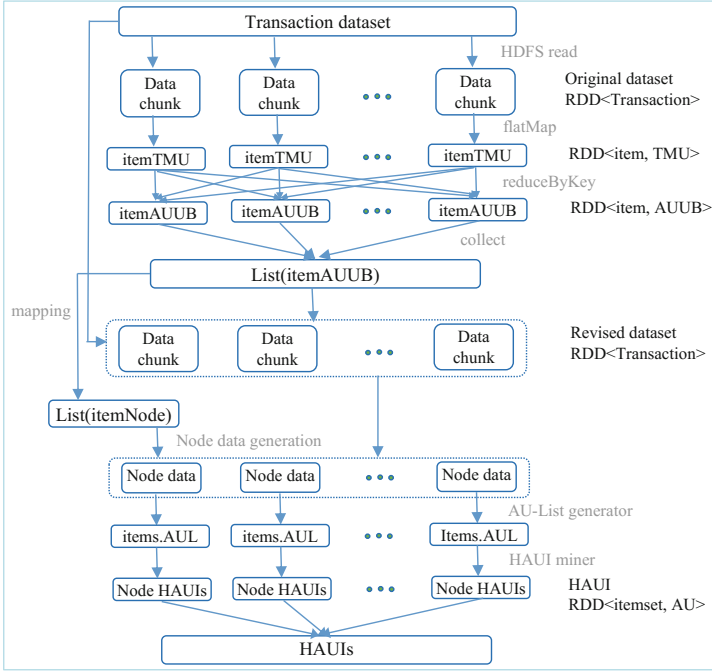 Transaction dataset
HDFS read
Data
chunk
Data
chunk
Data
chunk
Original dataset
RDD<Transaction>
flatMap
itemTMU
itemTMU
itemTMU
RDD<item, TMU>
reduceByKey
itemAUUB
itemAUUB
itemAUUB
RDD<item, AUUB>
collect
List(itemAUUB)
mapping
Data
chunk
Data
chunk
Data
chunk
Revised dataset
RDD<Transaction>
List(itemNode)
Node data generation
Node data
Node data
Node data
AU-List generator
items.AUL
items.AUL
Items.AUL
HAUI miner
Node HAUIs
Node HAUIs
Node HAUIs
HAUI
RDD<itemset, AU>
HAUIs